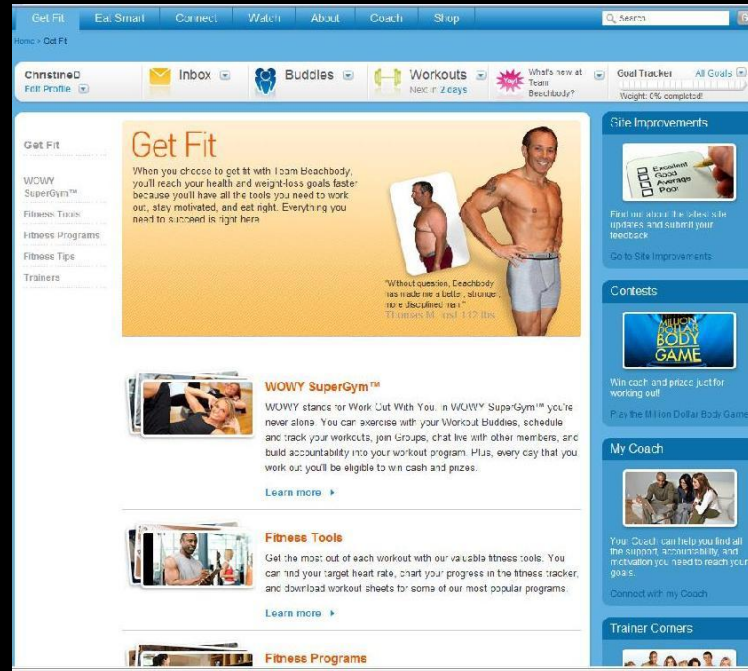 Get Fit
Eat Smart
Connect
Watch
About
Coach
Shop
Search
Home > Get Fit
ChristineD
Edit Profile
Inbox
Buddies
Workouts
Next in 2 days
Yay!
What's new at
Team
Beachbody?
Goal Tracker
All Goals
Weight: 0% completed!
Get Fit
WOWY
SuperGym™
Fitness Tools
Fitness Programs
Fitness Tips
Trainers
Get Fit
When you choose to get fit with Team Beachbody,
you'll reach your health and weight-loss goals faster
because you'll have all the tools you need to work
out, stay motivated, and eat right. Everything you
need to succeed is right here.
"Without question, Beachbody
has made me a better, stronger,
more disciplined man."
Thomas M. lost 112 lbs
WOWY SuperGym™
WOWY stands for Work Out With You. In WOWY SuperGym™ you're
never alone. You can exercise with your Workout Buddies, schedule
and track your workouts, join Groups, chat live with other members, and
build accountability into your workout program. Plus, every day that you
work out you'll be eligible to win cash and prizes.
Learn more
Fitness Tools
Get the most out of each workout with our valuable fitness tools. You
can find your target heart rate, chart your progress in the fitness tracker,
and download workout sheets for some of our most popular programs.
Learn more
Fitness Programs
Site Improvements
Excellent
Good
Average
Poor
Find out about the latest site
updates and submit your
feedback
Go to Site Improvements
Contests
MILLION
DOLLAR
BODY
GAME
Win cash and prizes just for
working out!
Play the Million Dollar Body Game
My Coach
Your Coach can help you find all
the support, accountability, and
motivation you need to reach your
goals.
Connect with my Coach
Trainer Corners